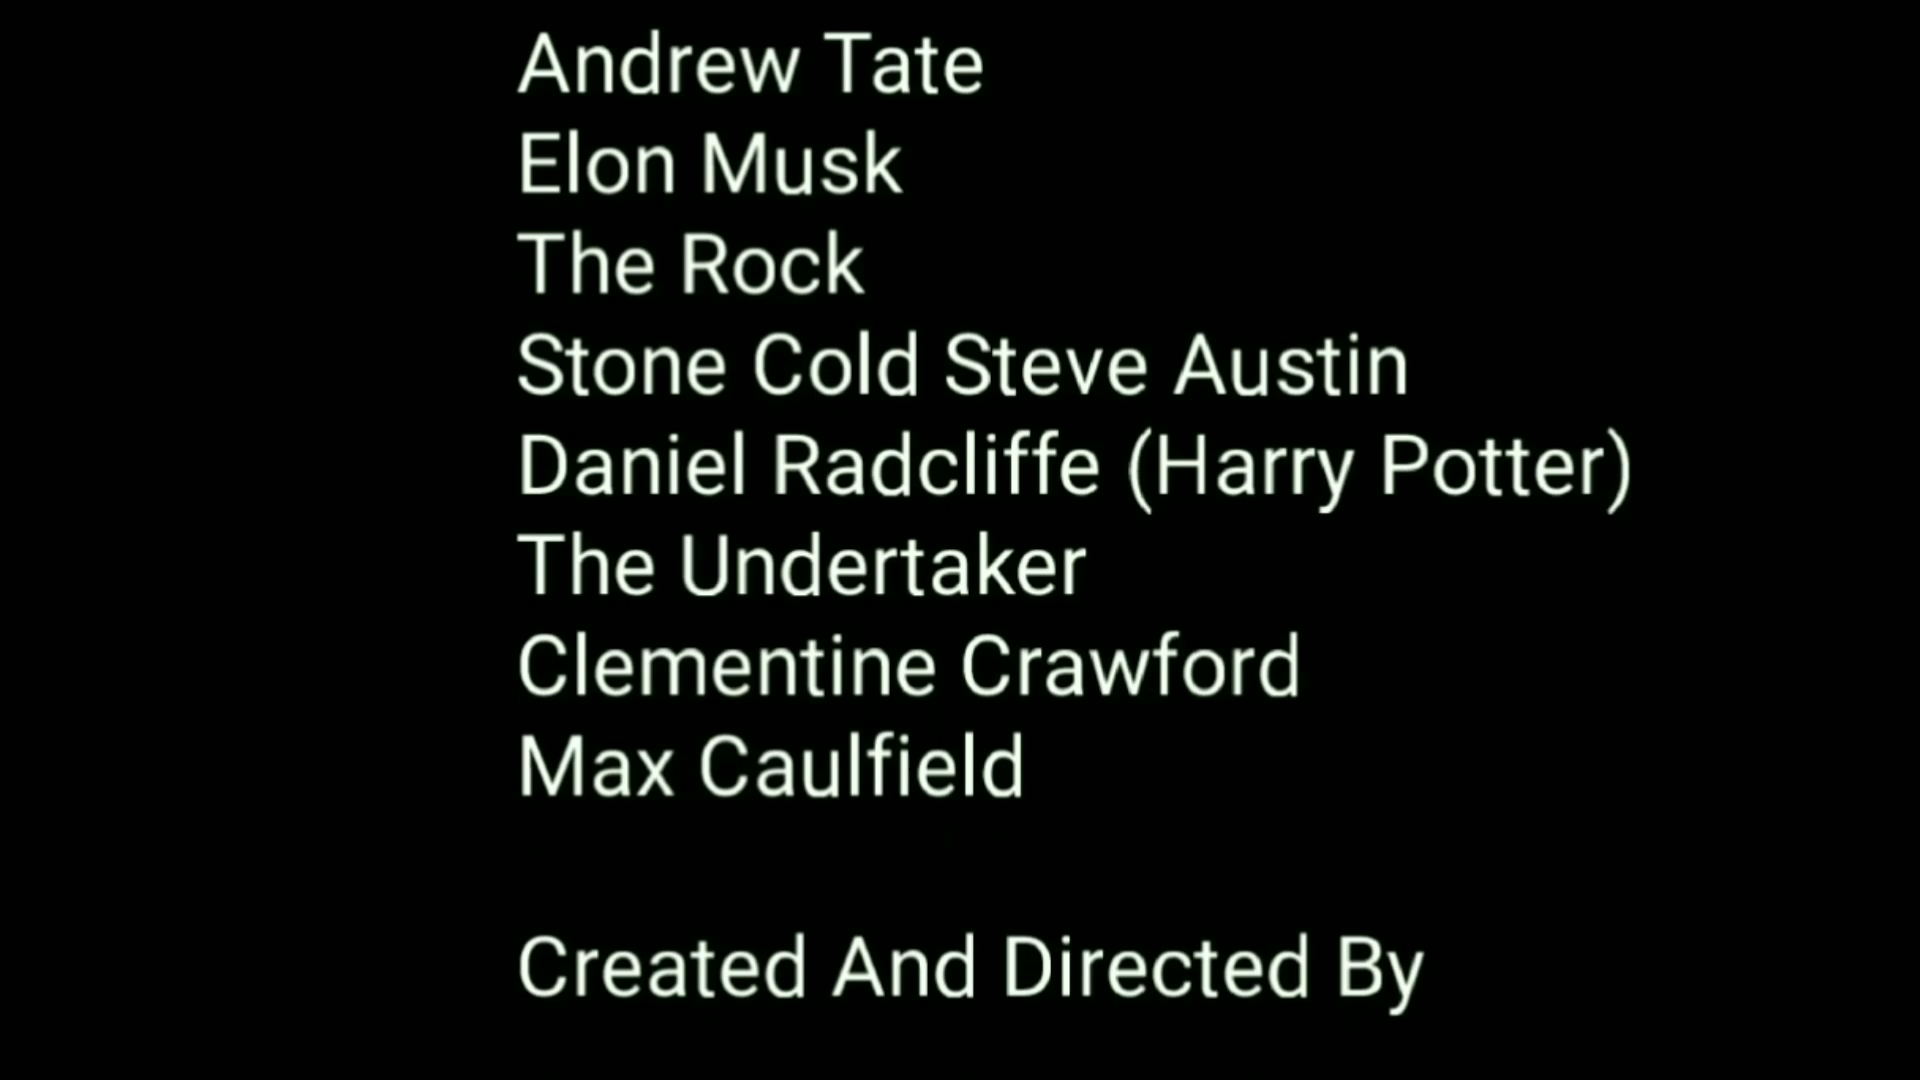 Andrew Tate
Elon Musk
The Rock
Stone Cold Steve Austin
Daniel Radcliffe (Harry Potter)
The Undertaker
Clementine Crawford
Max Caulfield
Created And Directed By